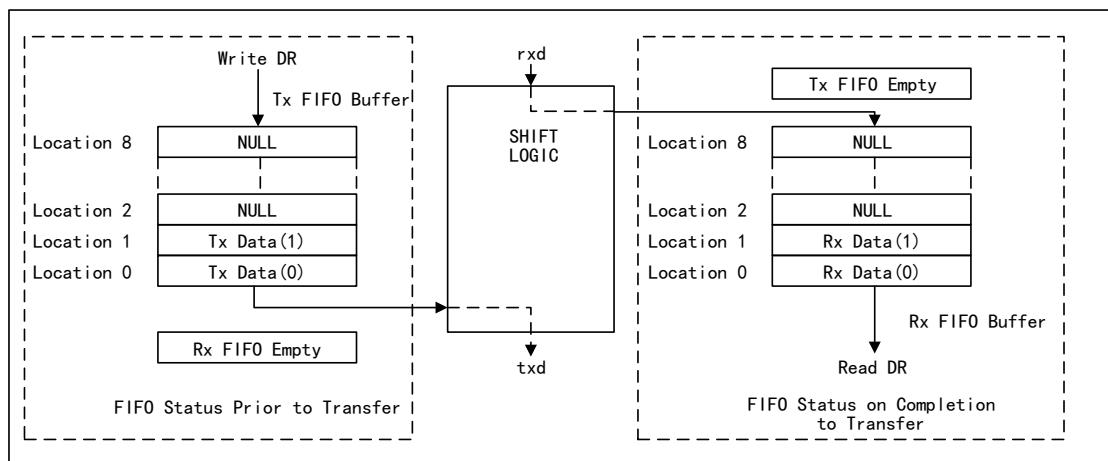 Write DR
Tx FIFO Buffer
Location 8
NULL
Location 2
NULL
Location 1
Tx Data(1)
Location 0
Tx Data(0)
Rx FIFO Empty
FIFO Status Prior to Transfer
rxd
SHIFT
LOGIC
txd
Tx FIFO Empty
Location 8
NULL
Location 2
NULL
Location 1
Rx Data(1)
Location 0
Rx Data(0)
Rx FIFO Buffer
Read DR
FIFO Status on Completion
to Transfer